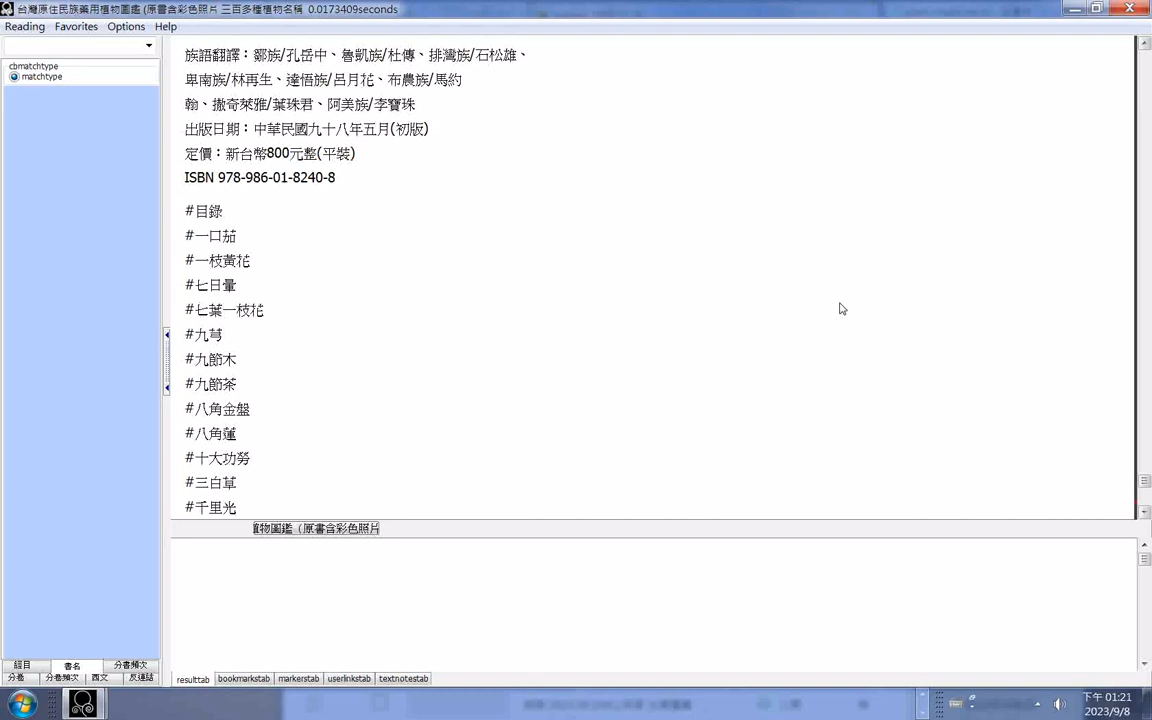 台灣原住民族藥用植物圖鑑 (原書含彩色照片 三百多種植物名稱 0.0173409seconds
Reading Favorites Options Help
cbmatchtype
matchtype
族語翻譯：鄒族/孔岳中、魯凱族/杜傳、排灣族/石松雄、
卑南族/林再生、達悟族/呂月花、布農族/馬約
翰、撒奇萊雅/葉珠君、阿美族/李寶珠
出版日期：中華民國九十八年五月(初版)
定價：新台幣800元整(平裝)
ISBN 978-986-01-8240-8
#目錄
#一口茄
#一枝黃花
#七日暈
#七葉一枝花
#九芎
#九節木
#九節茶
#八角金盤
#八角蓮
#十大功勞
#三白草
#千里光
植物圖鑑（原書含彩色照片
經目 書名 分書頻次
分卷 分卷頻次 西文 反連結
resulttab bookmarkstab markerstab userlinkstab textnotestab
下午 01:21
2023/9/8